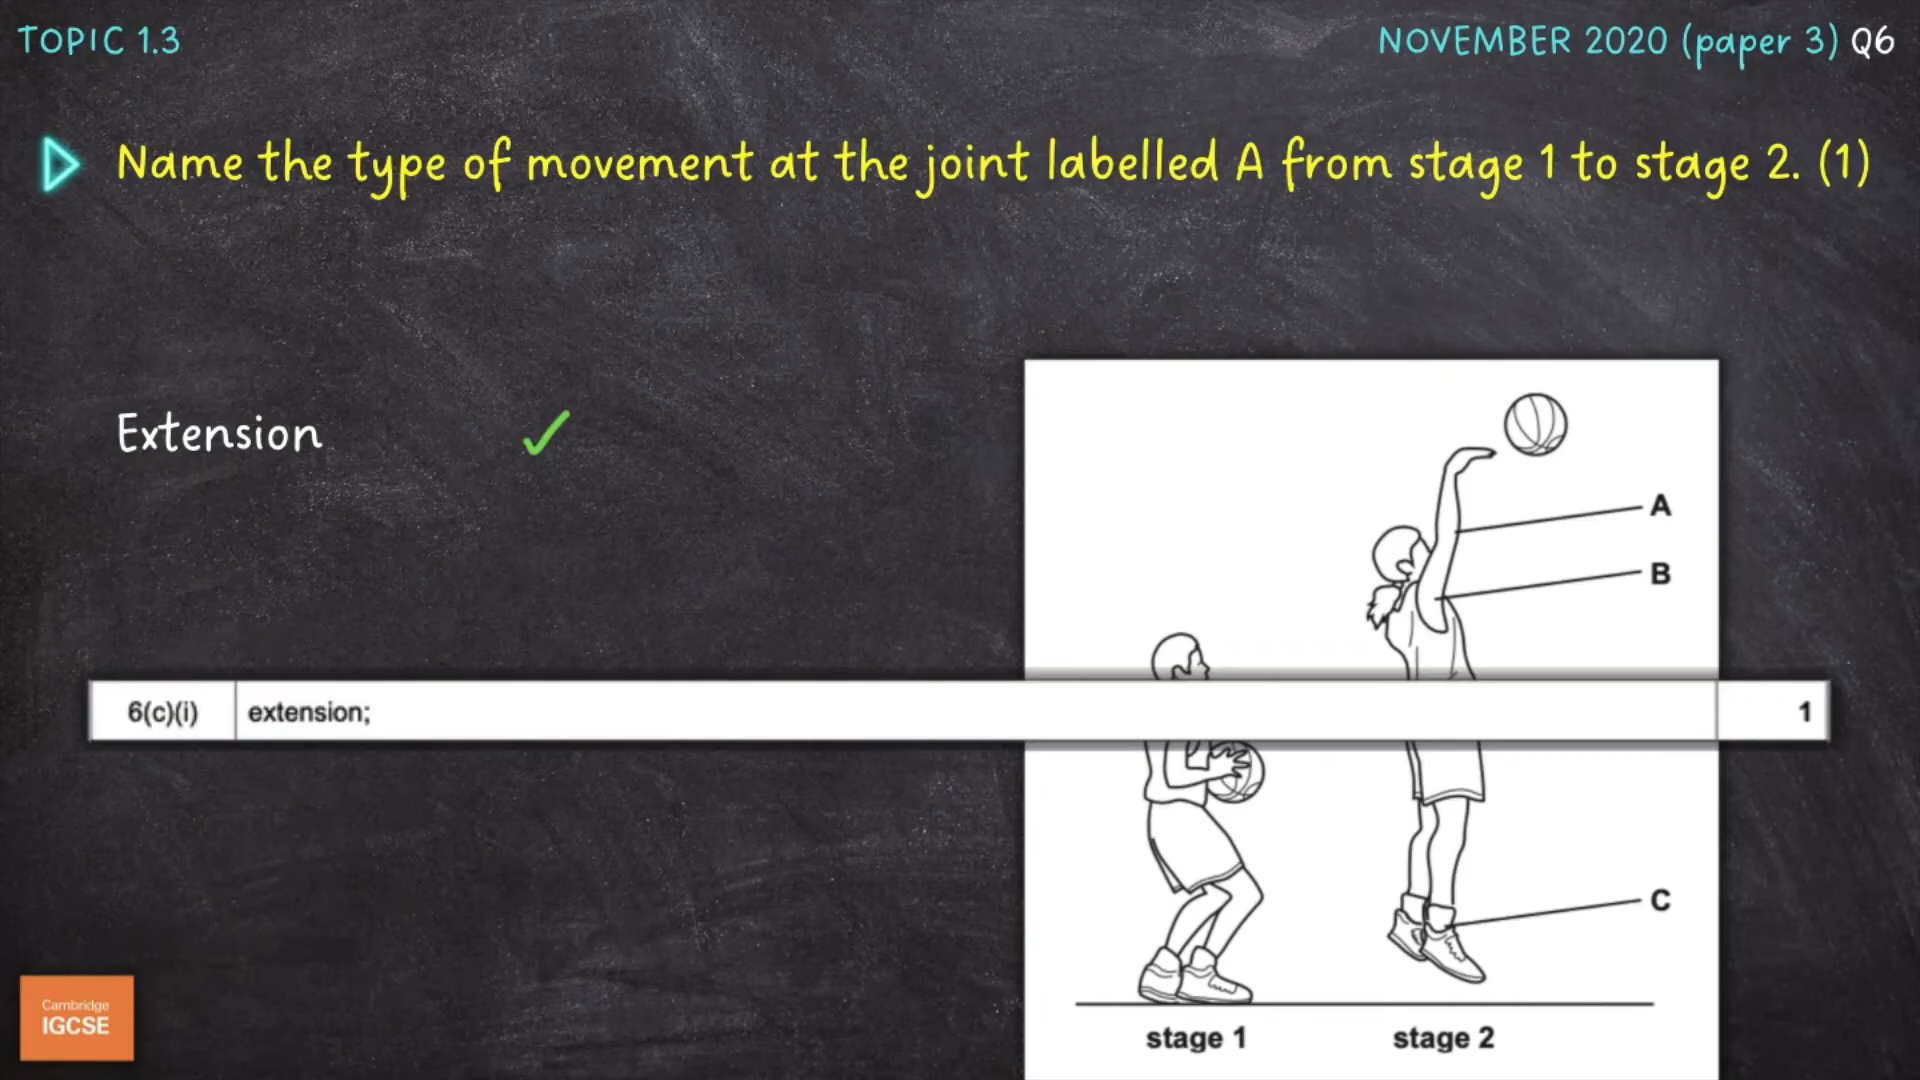 TOPIC 1.3
NOVEMBER 2020 (paper 3) Q6
Name the type of movement at the joint labelled A from stage 1 to stage 2. (1)
Extension
A
B
6(c)(i) extension; 1
C
stage 1 stage 2
Cambridge
IGCSE